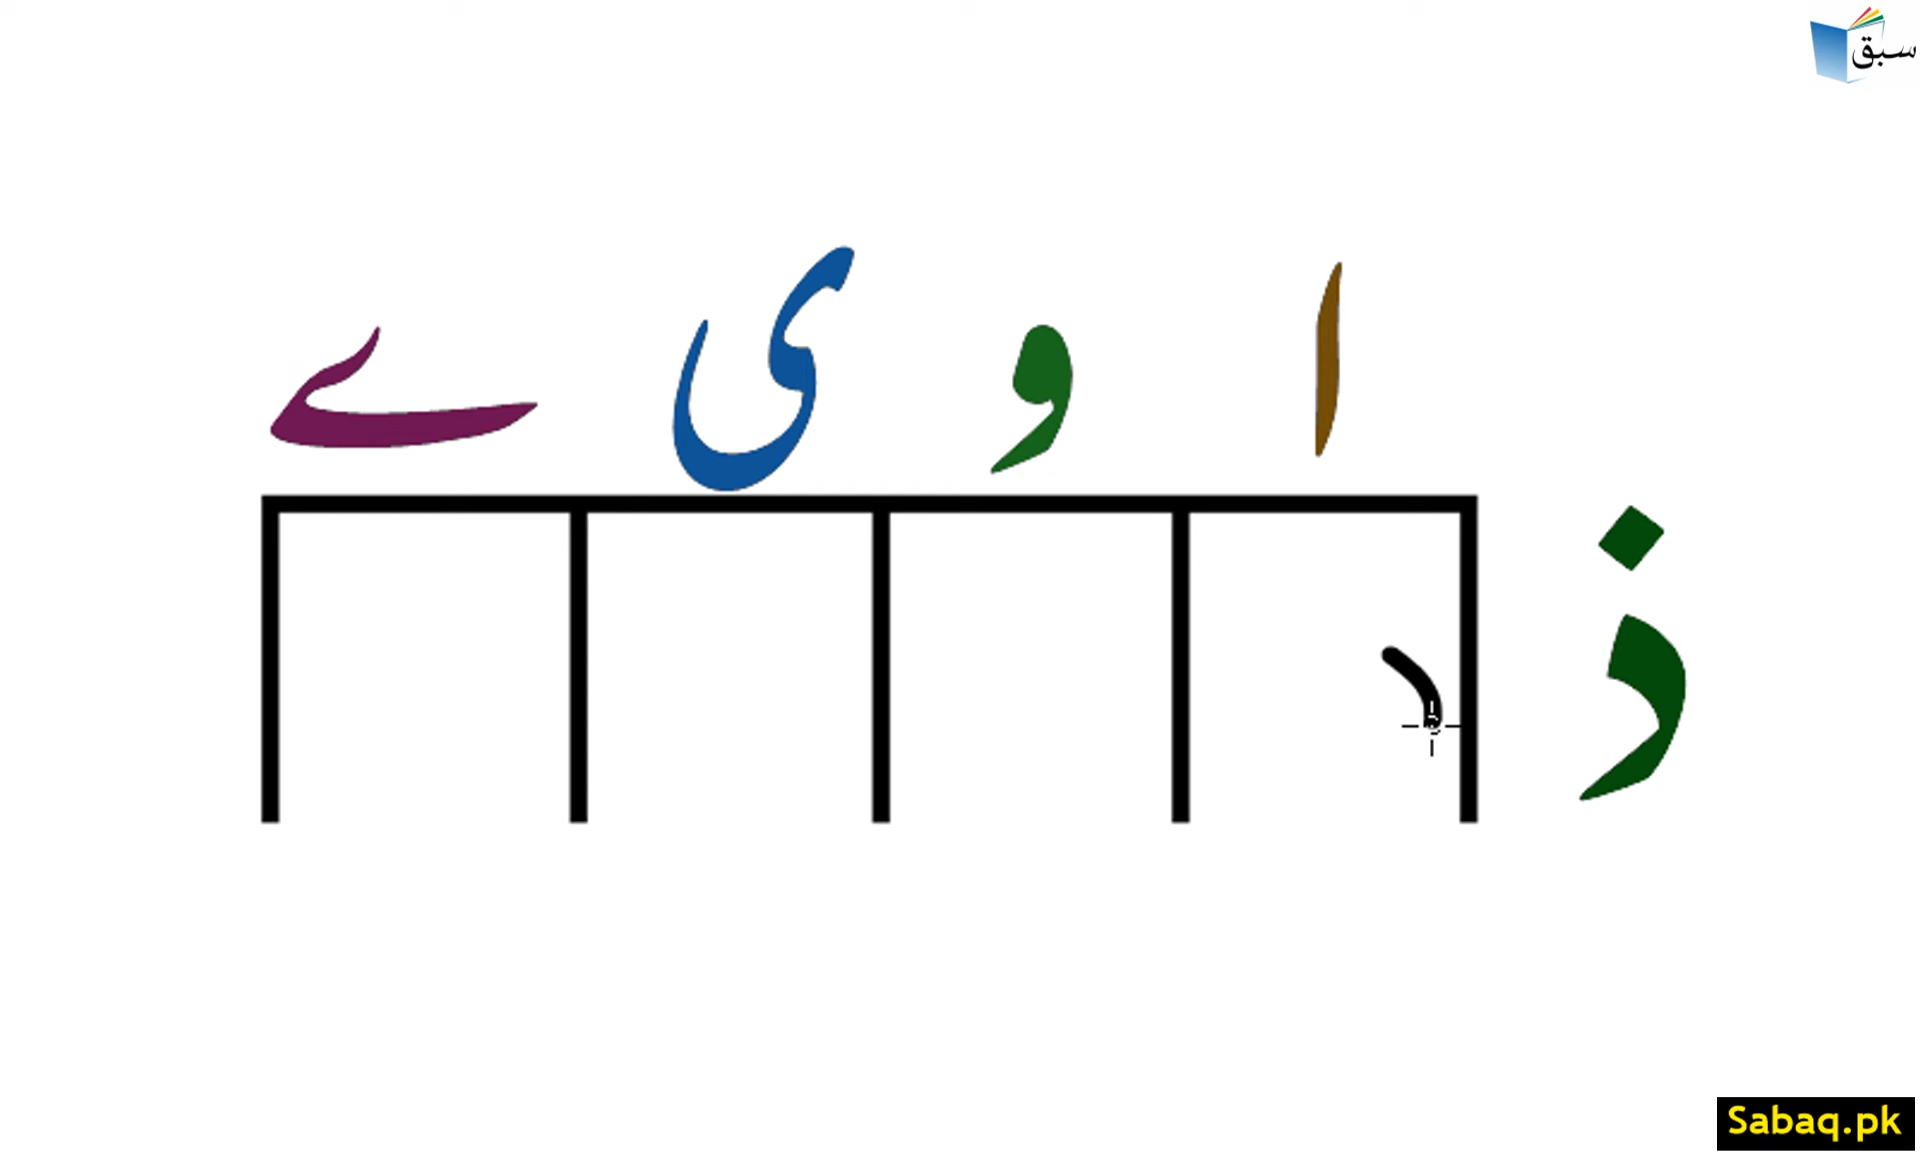 سبق
ا و ی ے
ز
Sabaq.pk